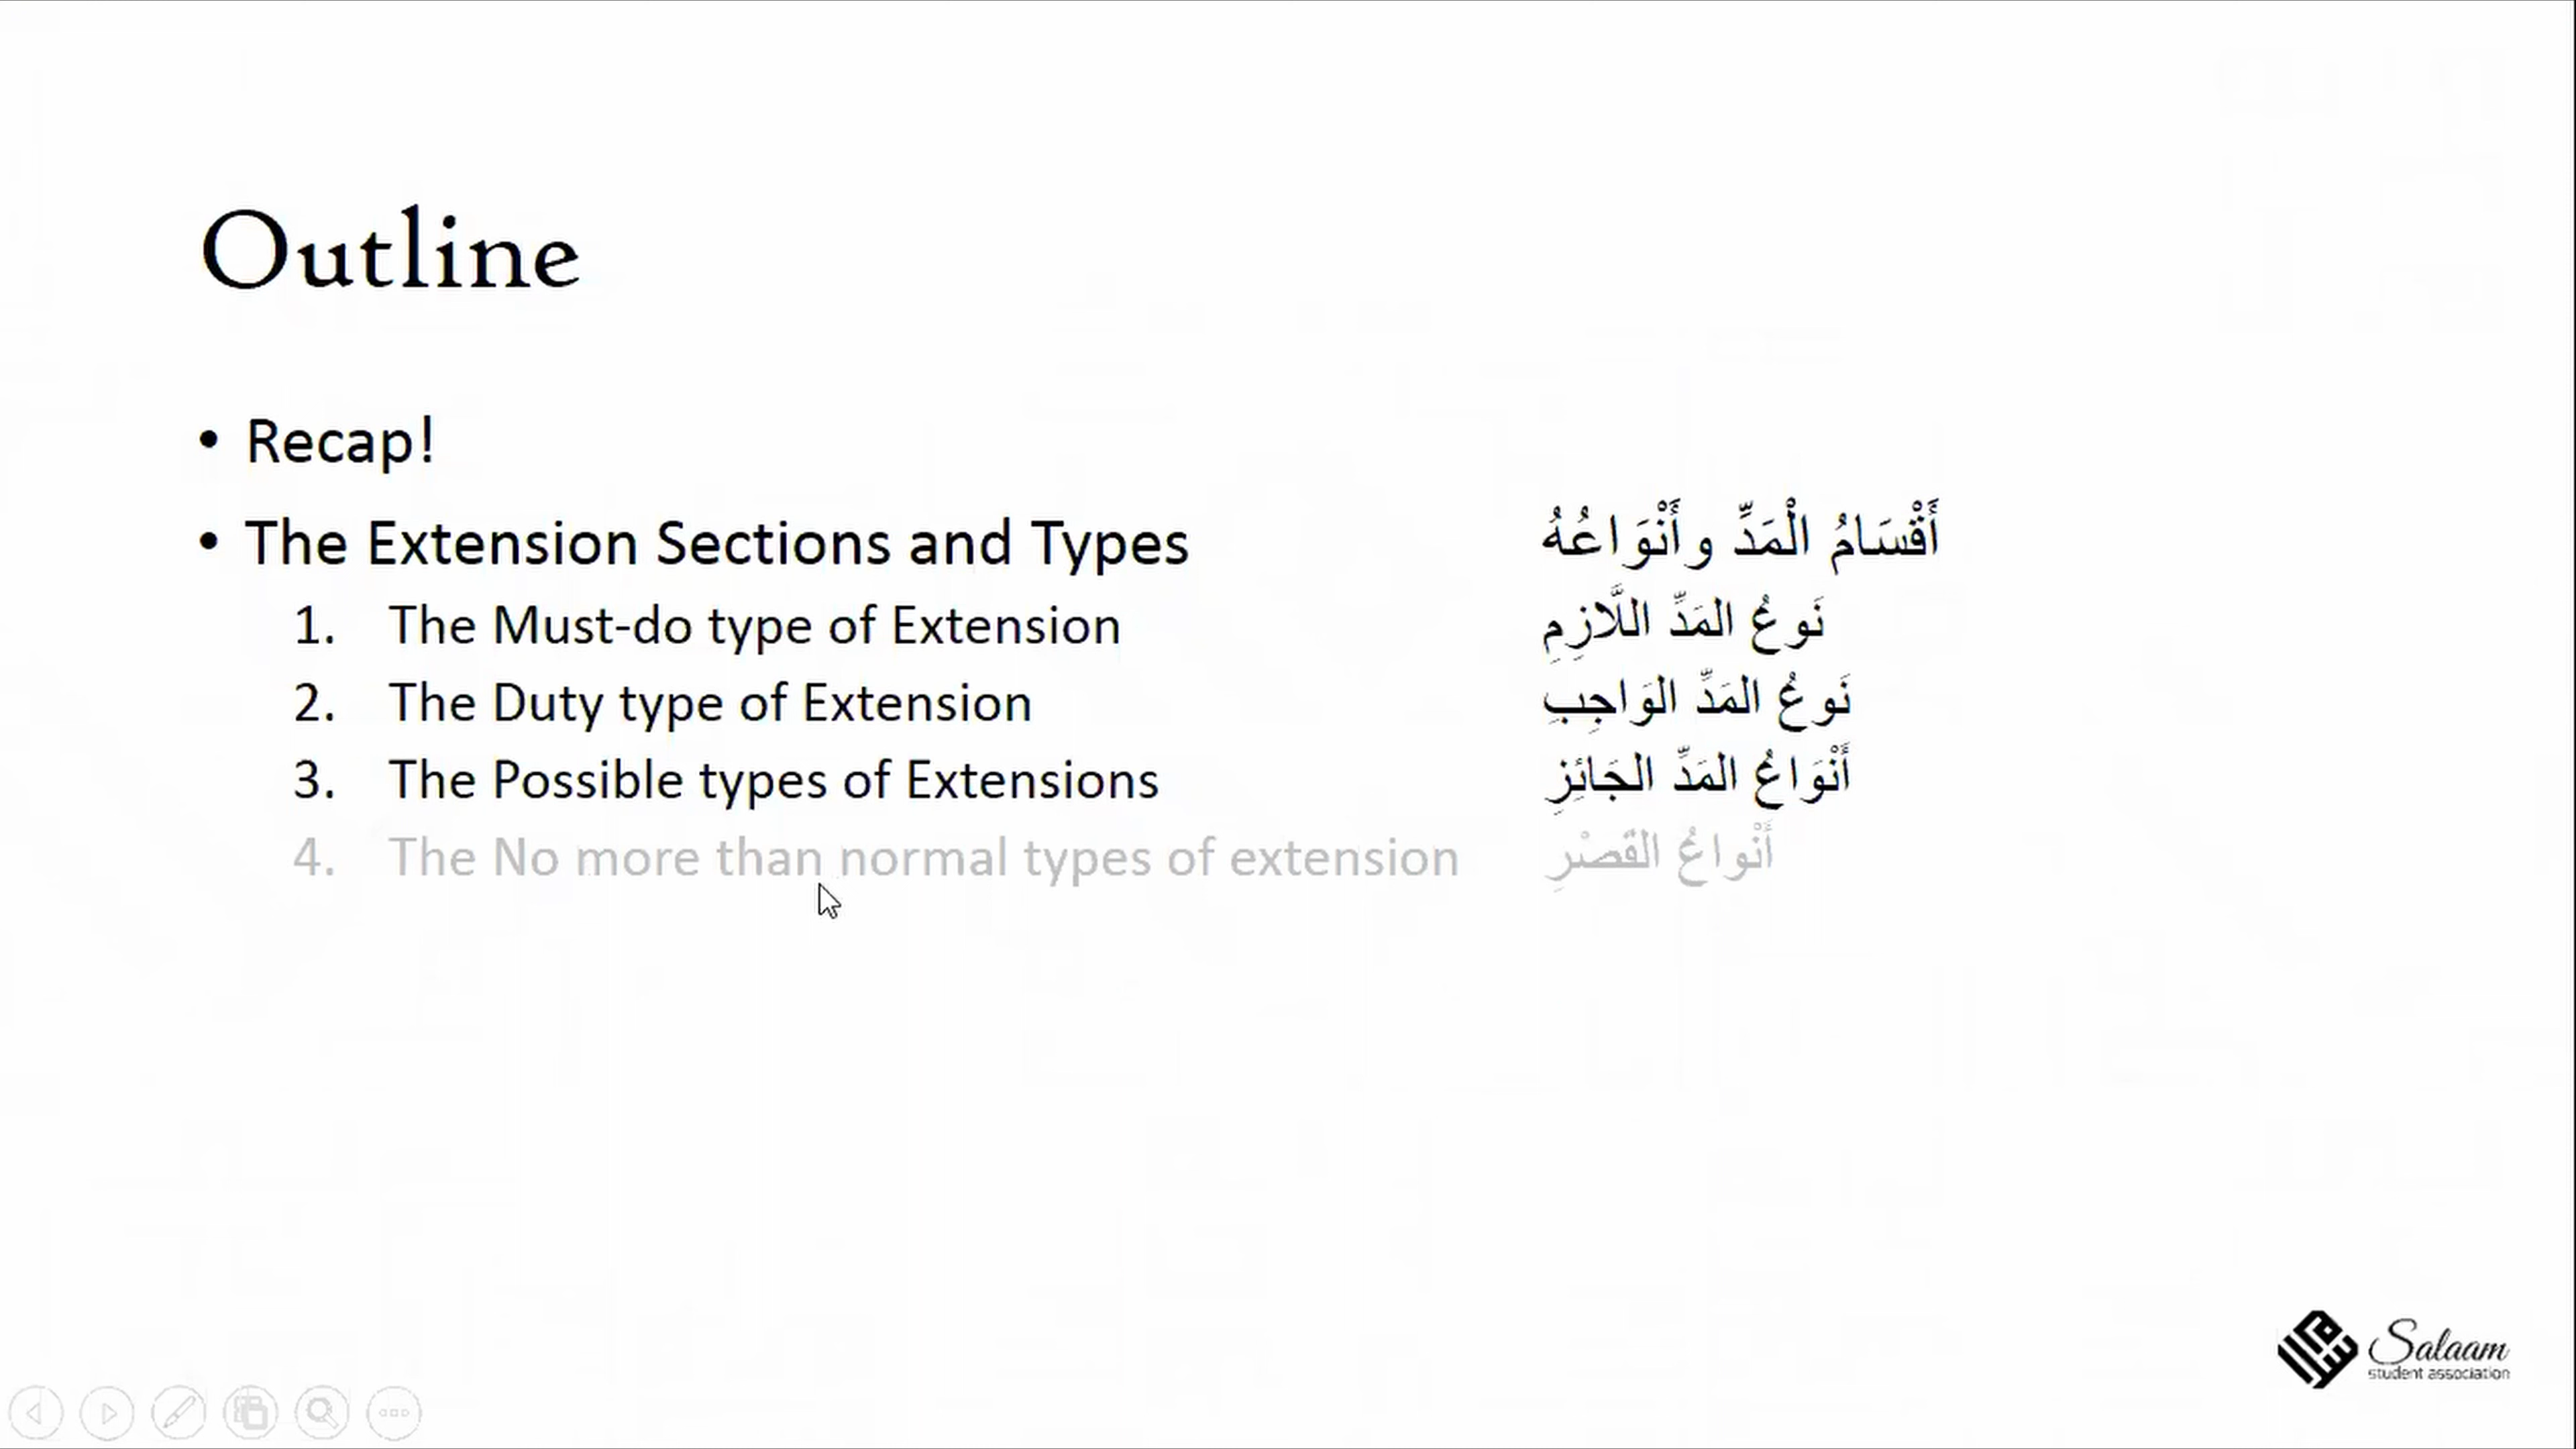 Outline
• Recap!
• The Extension Sections and Types أَقْسَامُ الْمَدِّ وأَنْوَاعُهُ
1. The Must-do type of Extension نَوعُ المَدِّ اللَّازِمِ
2. The Duty type of Extension نَوعُ المَدِّ الوَاجِبِ
3. The Possible types of Extensions أَنْوَاعُ المَدِّ الجَائِزِ
4. The No more than normal types of extension أَنْواعُ القَصْرِ
Salaam
student association